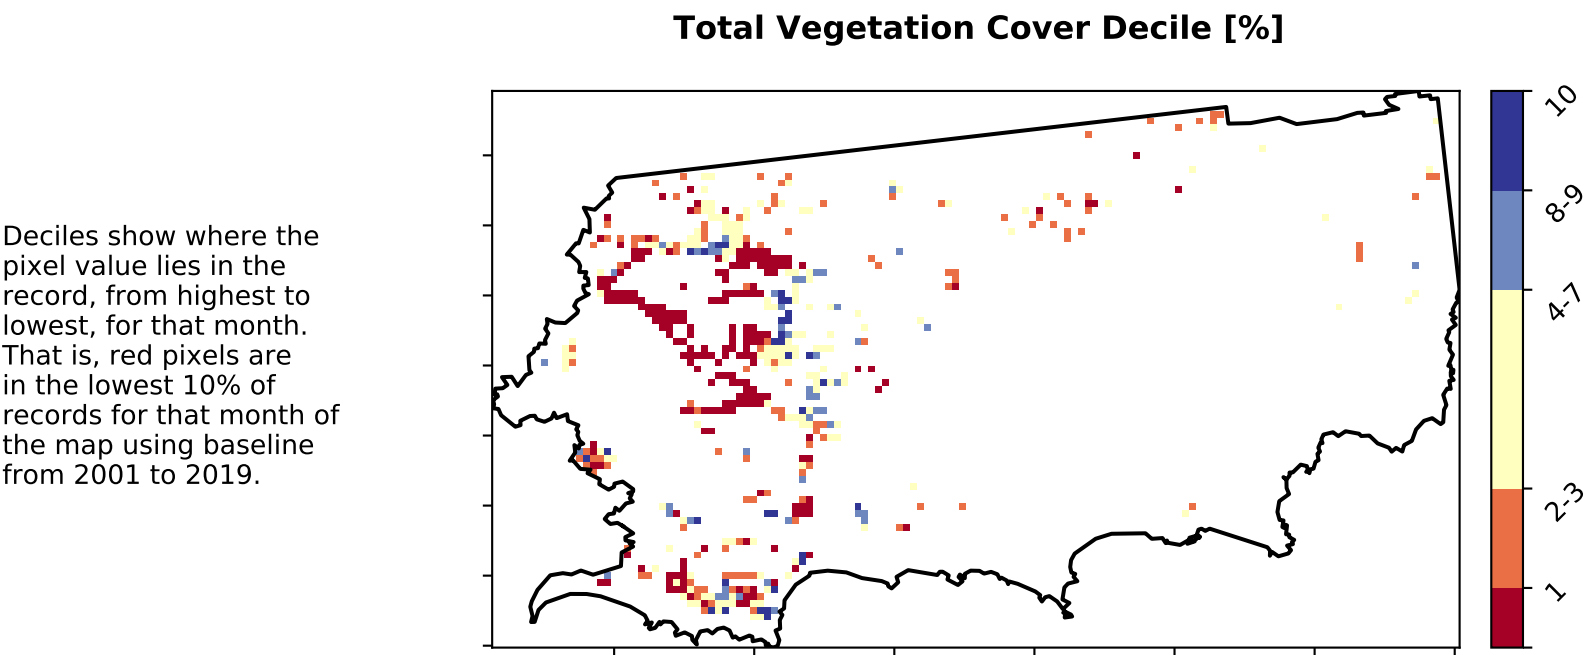 Total Vegetation Cover Decile [%]
Deciles show where the
pixel value lies in the
record, from highest to
lowest, for that month.
That is, red pixels are
in the lowest 10% of
records for that month of
the map using baseline
from 2001 to 2019.
10
8-9
4-7
2-3
1